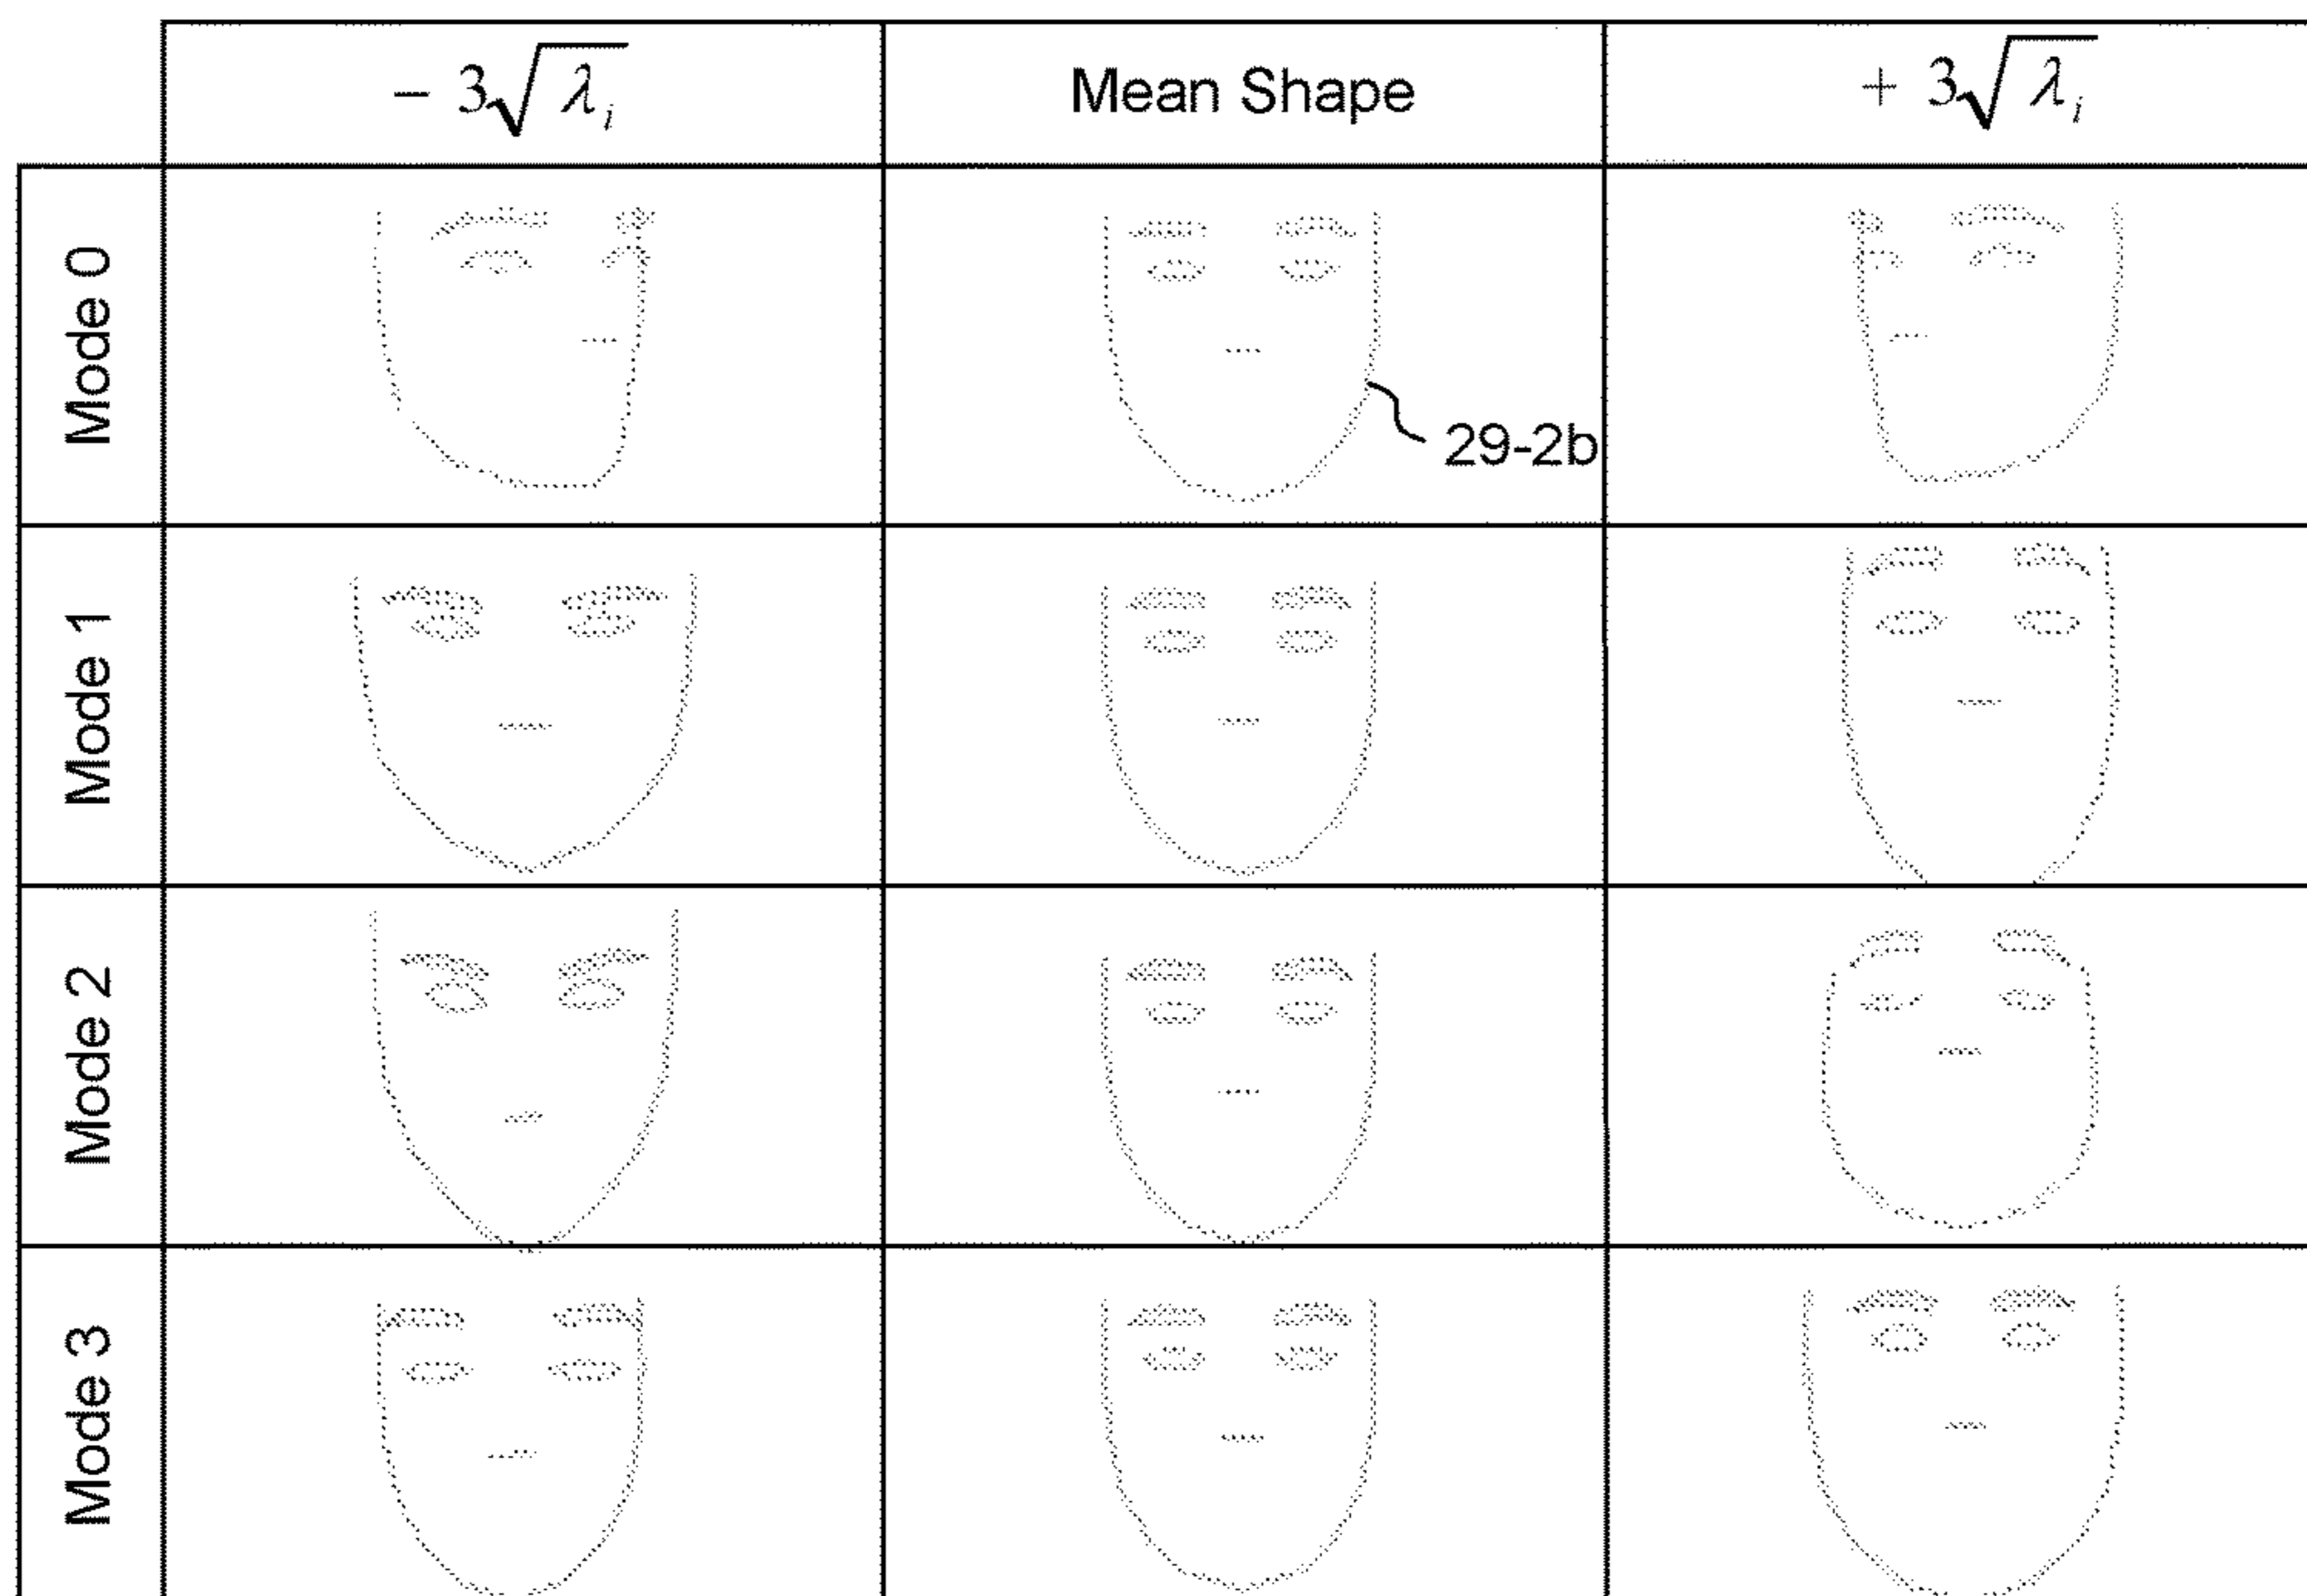 − 3√λᵢ
Mean Shape
+ 3√λᵢ
Mode 0
29-2b
Mode 1
Mode 2
Mode 3